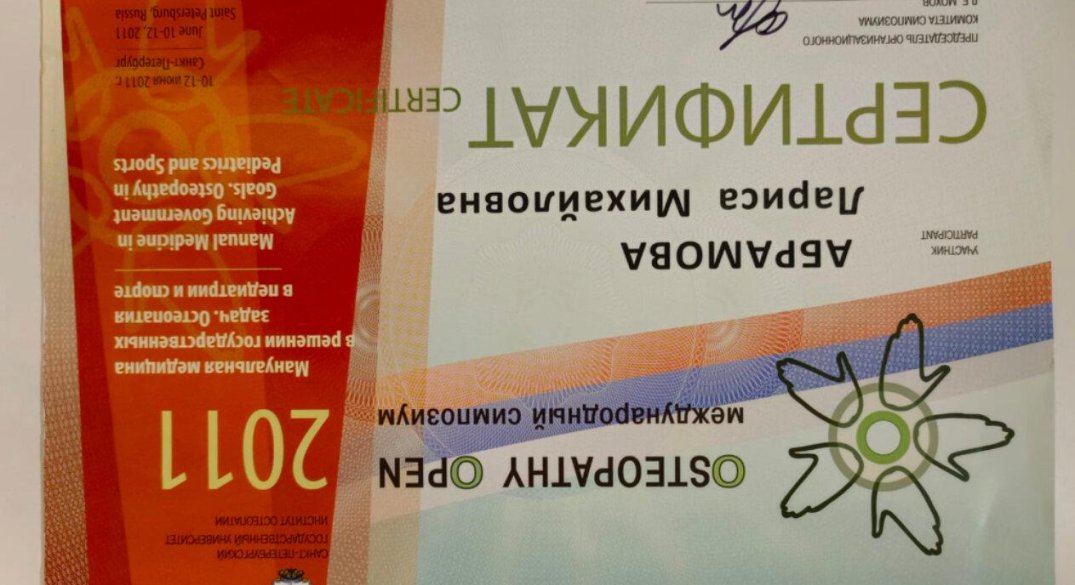 САНКТ-ПЕТЕРБУРГСКИЙ
ГОСУДАРСТВЕННЫЙ УНИВЕРСИТЕТ
ИНСТИТУТ ОСТЕОПАТИИ
OSTEOPATHY OPEN
международный симпозиум
2011
Мануальная медицина
в решении государственных
задач. Остеопатия
в педиатрии и спорте
Manual Medicine in
Achieving Government
Goals. Osteopathy in
Pediatrics and Sports
УЧАСТНИК
PARTICIPANT
АБРАМОВА
Лариса Михайловна
СЕРТИФИКАТ CERTIFICATE
10-12 июня 2011 г
Санкт-Петербург
June 10-12, 2011
Saint Petersburg, Russia
ПРЕДСЕДАТЕЛЬ ОРГАНИЗАЦИОННОГО
КОМИТЕТА СИМПОЗИУМА
Д.Е. МОХОВ